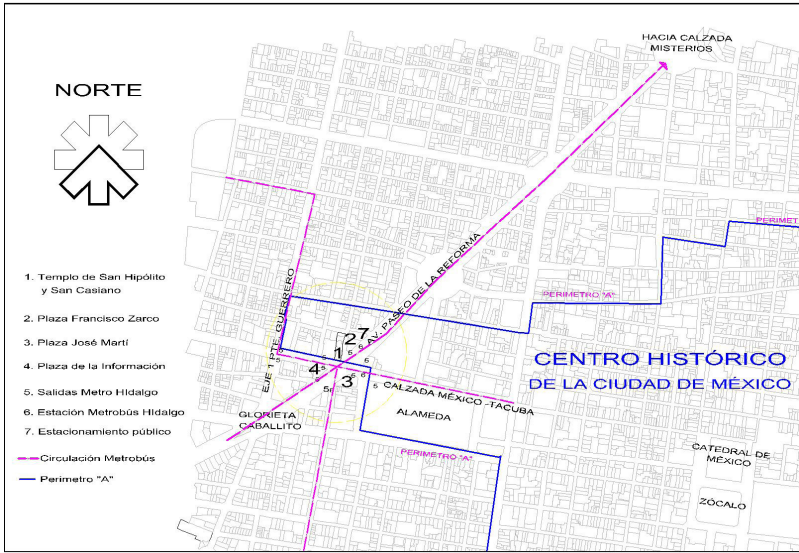 HACIA CALZADA
MISTERIOS
NORTE
PERIMET
AV. PASEO DE LA REFORMA
EJE 1 PTE. GUERRERO
PERIMETRO "A"
1. Templo de San Hipólito
y San Casiano
2. Plaza Francisco Zarco
3. Plaza José Martí
4. Plaza de la Información
5. Salidas Metro HIdalgo
6. Estación Metrobús HIdalgo
7. Estacionamiento público
Circulación Metrobús
Perimetro "A"
7
2
1
4
3
CENTRO HISTÓRICO
DE LA CIUDAD DE MÉXICO
CALZADA MÉXICO -TACUBA
ALAMEDA
GLORIETA
CABALLITO
PERIMETRO "A"
CATEDRAL DE
MÉXICO
ZÓCALO